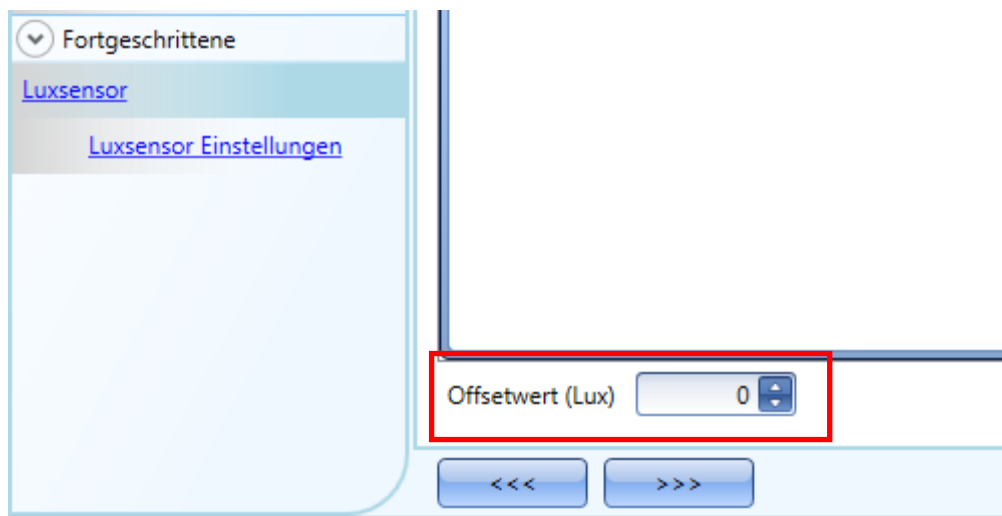 Fortgeschrittene
Luxsensor
Luxsensor Einstellungen
Offsetwert (Lux) 0
<<< >>>